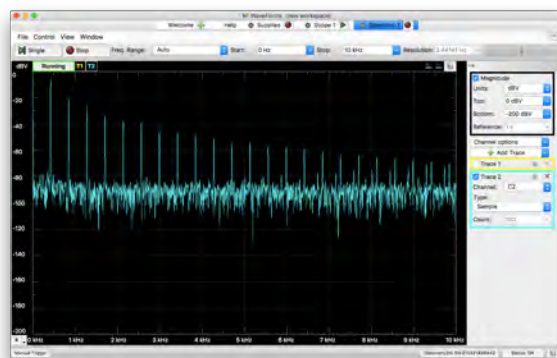 WaveForms (new workspace)
Welcome Help Supplies Scope 1
File Control View Window
Single Stop Freq. Range: Auto Start: 0 Hz Stop: 10 kHz Resolution:
dBV Running T1 T2
Magnitude
Units: dBV
Top: 0 dBV
Bottom: -200 dBV
Reference:
Channel options
Add Trace
Trace 1
Trace 2
Channel: C2
Type:
Sample
Count:
0
-20
-40
-60
-80
-100
-120
-140
-160
-180
-200
0 kHz 1 kHz 2 kHz 3 kHz 4 kHz 5 kHz 6 kHz 7 kHz 8 kHz 9 kHz 10 kHz
Manual Trigger